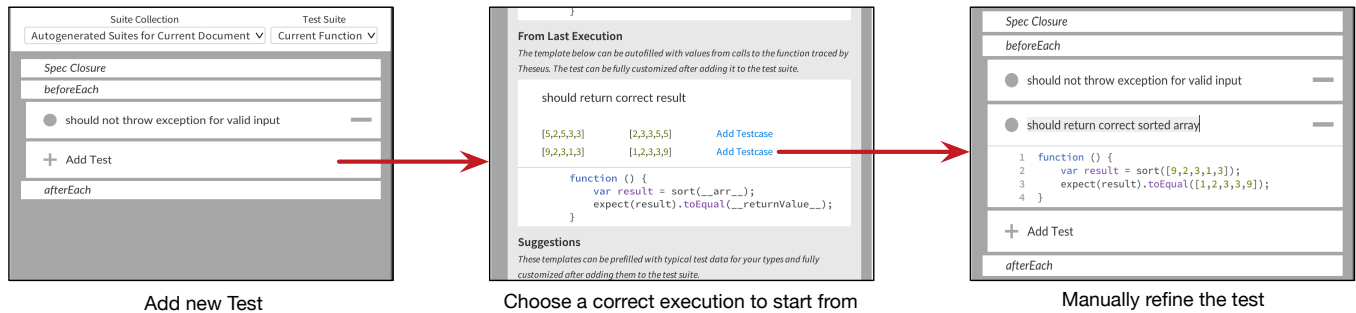 Suite Collection Test Suite
Autogenerated Suites for Current Document Current Function
Spec Closure
beforeEach
should not throw exception for valid input
Add Test
afterEach
Add new Test
}
From Last Execution
The template below can be autofilled with values from calls to the function traced by
Theseus. The test can be fully customized after adding it to the test suite.
should return correct result
[5,2,5,3,3] [2,3,3,5,5] Add Testcase
[9,2,3,1,3] [1,2,3,3,9] Add Testcase
function () {
var result = sort(__arr__);
expect(result).toEqual(__returnValue__);
}
Suggestions
These templates can be prefilled with typical test data for your types and fully
customized after adding them to the test suite.
Choose a correct execution to start from
Spec Closure
beforeEach
should not throw exception for valid input
should return correct sorted array
1 function () {
2 var result = sort([9,2,3,1,3]);
3 expect(result).toEqual([1,2,3,3,9]);
4 }
Add Test
afterEach
Manually refine the test